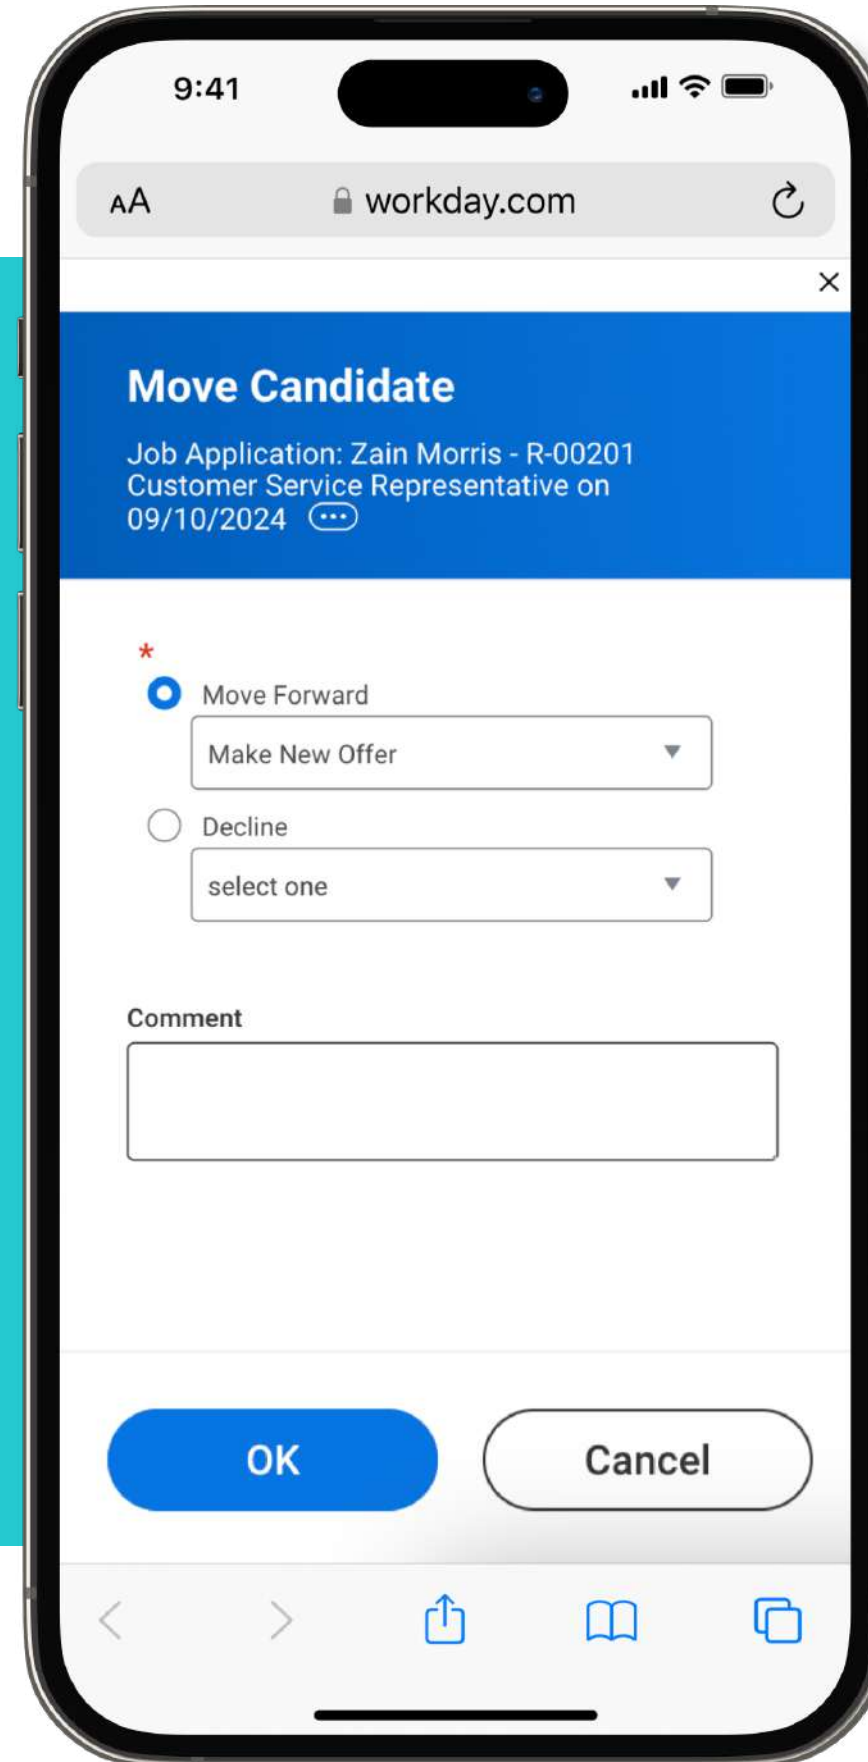 9:41
AA
workday.com
Move Candidate
Job Application: Zain Morris - R-00201
Customer Service Representative on
09/10/2024
*
Move Forward
Make New Offer
Decline
select one
Comment
OK
Cancel